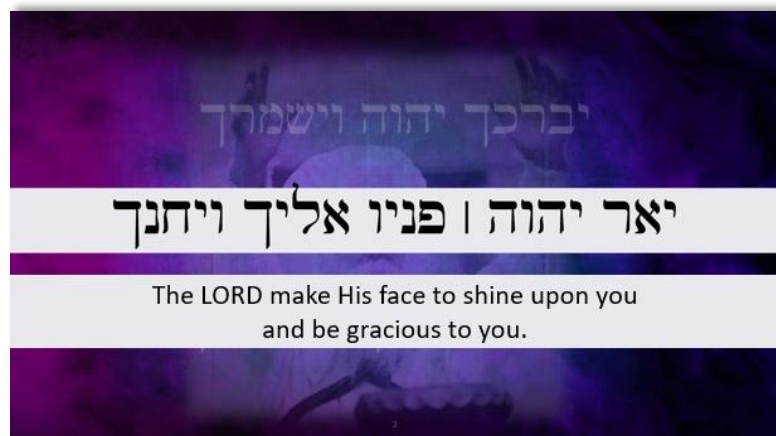 יברכך יהוה וישמרך
יאר יהוה | פניו אליך ויחנך
The LORD make His face to shine upon you
and be gracious to you.
2